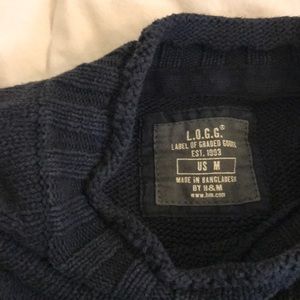 L.O.G.G.®
LABEL OF GRADED GOODS
EST. 1993
US M
MADE IN BANGLADESH
BY H&M
www.hm.com